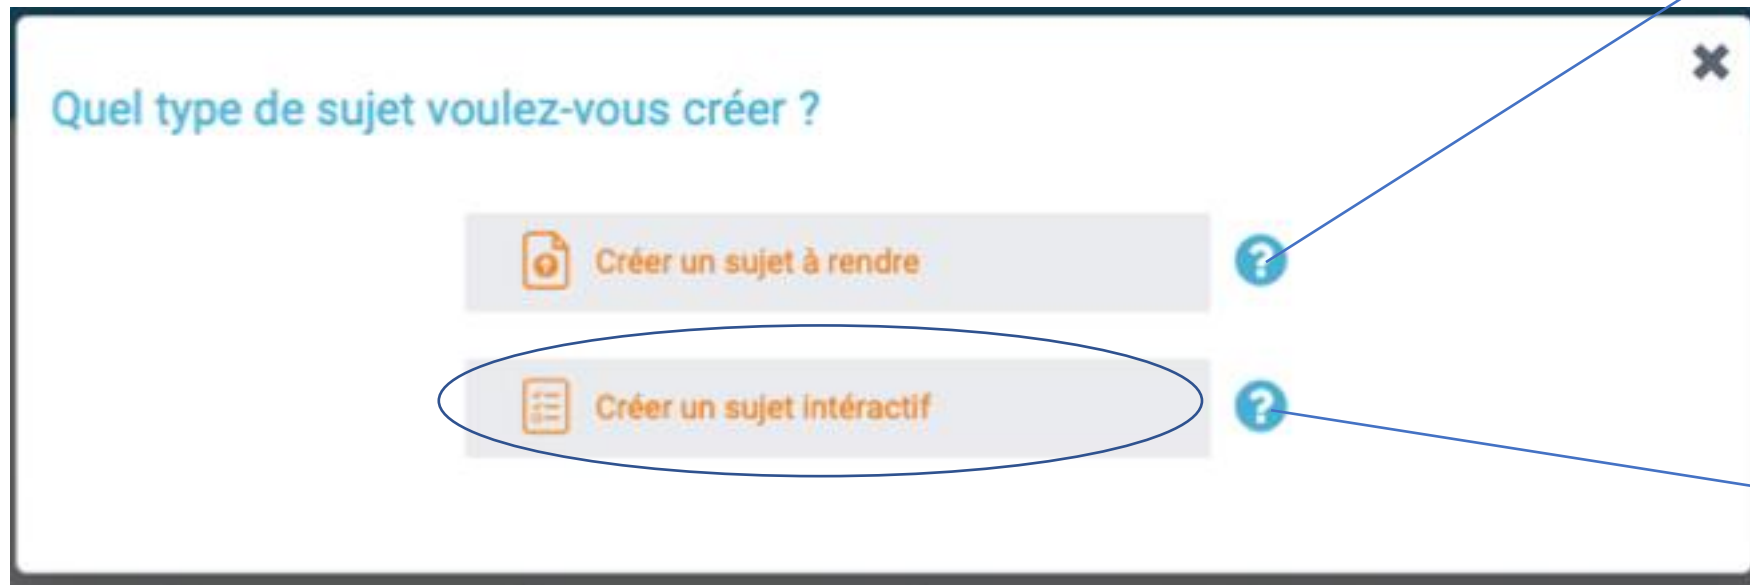 Quel type de sujet voulez-vous créer ?
Créer un sujet à rendre
?
Créer un sujet intéractif
?